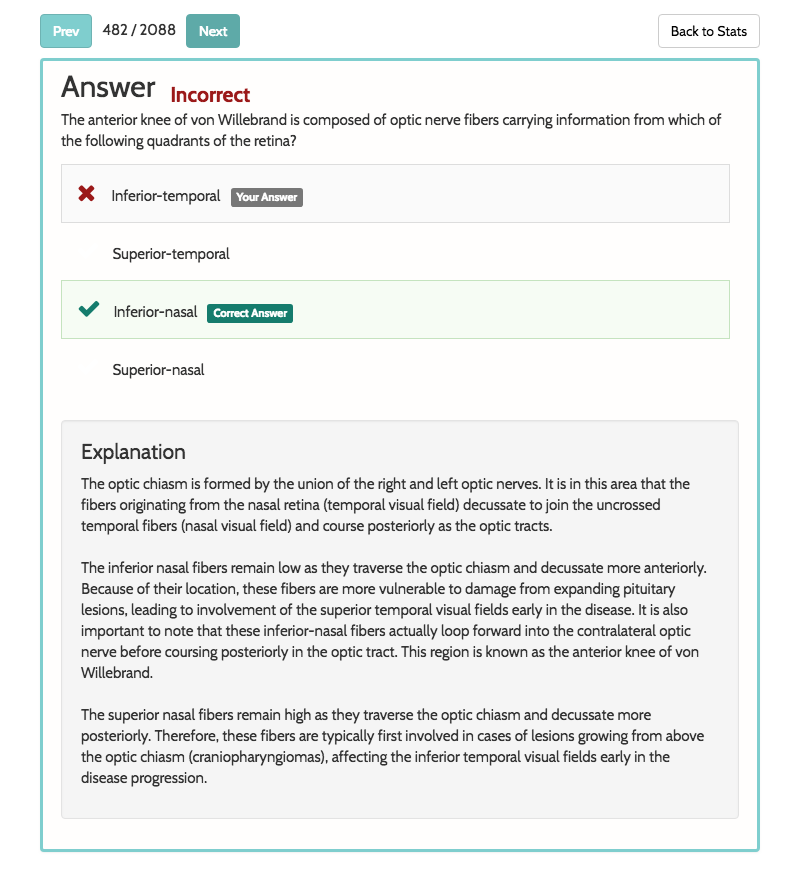 Prev 482 / 2088 Next Back to Stats
Answer Incorrect
The anterior knee of von Willebrand is composed of optic nerve fibers carrying information from which of
the following quadrants of the retina?
Inferior-temporal Your Answer
Superior-temporal
Inferior-nasal Correct Answer
Superior-nasal
Explanation
The optic chiasm is formed by the union of the right and left optic nerves. It is in this area that the
fibers originating from the nasal retina (temporal visual field) decussate to join the uncrossed
temporal fibers (nasal visual field) and course posteriorly as the optic tracts.
The inferior nasal fibers remain low as they traverse the optic chiasm and decussate more anteriorly.
Because of their location, these fibers are more vulnerable to damage from expanding pituitary
lesions, leading to involvement of the superior temporal visual fields early in the disease. It is also
important to note that these inferior-nasal fibers actually loop forward into the contralateral optic
nerve before coursing posteriorly in the optic tract. This region is known as the anterior knee of von
Willebrand.
The superior nasal fibers remain high as they traverse the optic chiasm and decussate more
posteriorly. Therefore, these fibers are typically first involved in cases of lesions growing from above
the optic chiasm (craniopharyngiomas), affecting the inferior temporal visual fields early in the
disease progression.